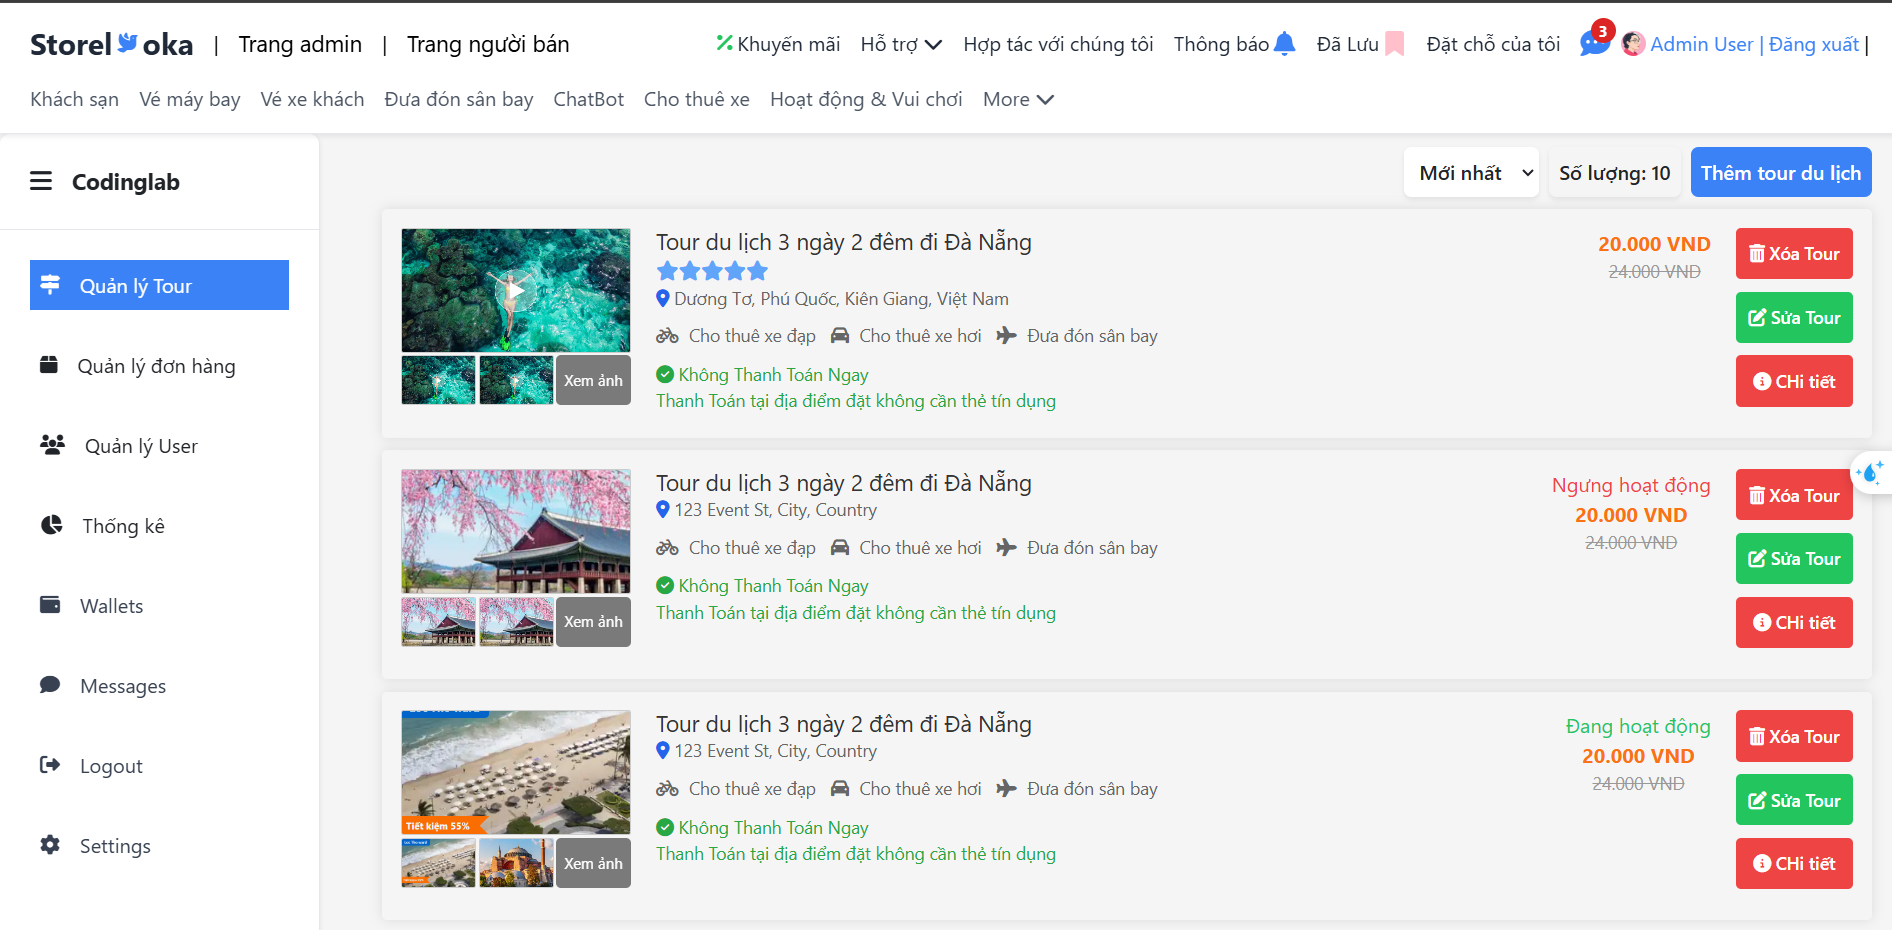 Storel oka | Trang admin | Trang người bán
Khuyến mãi Hỗ trợ Hợp tác với chúng tôi Thông báo Đã Lưu Đặt chỗ của tôi 3 Admin User | Đăng xuất |
Khách sạn Vé máy bay Vé xe khách Đưa đón sân bay ChatBot Cho thuê xe Hoạt động & Vui chơi More
Codinglab
Quản lý Tour
Quản lý đơn hàng
Quản lý User
Thống kê
Wallets
Messages
Logout
Settings
Mới nhất Số lượng: 10 Thêm tour du lịch
Tour du lịch 3 ngày 2 đêm đi Đà Nẵng
Dương Tơ, Phú Quốc, Kiên Giang, Việt Nam
Cho thuê xe đạp Cho thuê xe hơi Đưa đón sân bay
Không Thanh Toán Ngay
Thanh Toán tại địa điểm đặt không cần thẻ tín dụng
Xem ảnh
20.000 VND
24.000 VND
Xóa Tour
Sửa Tour
CHi tiết
Tour du lịch 3 ngày 2 đêm đi Đà Nẵng
123 Event St, City, Country
Cho thuê xe đạp Cho thuê xe hơi Đưa đón sân bay
Không Thanh Toán Ngay
Thanh Toán tại địa điểm đặt không cần thẻ tín dụng
Xem ảnh
Ngưng hoạt động
20.000 VND
24.000 VND
Xóa Tour
Sửa Tour
CHi tiết
Tour du lịch 3 ngày 2 đêm đi Đà Nẵng
123 Event St, City, Country
Cho thuê xe đạp Cho thuê xe hơi Đưa đón sân bay
Không Thanh Toán Ngay
Thanh Toán tại địa điểm đặt không cần thẻ tín dụng
Tiết kiệm 55%
Xem ảnh
Đang hoạt động
20.000 VND
24.000 VND
Xóa Tour
Sửa Tour
CHi tiết